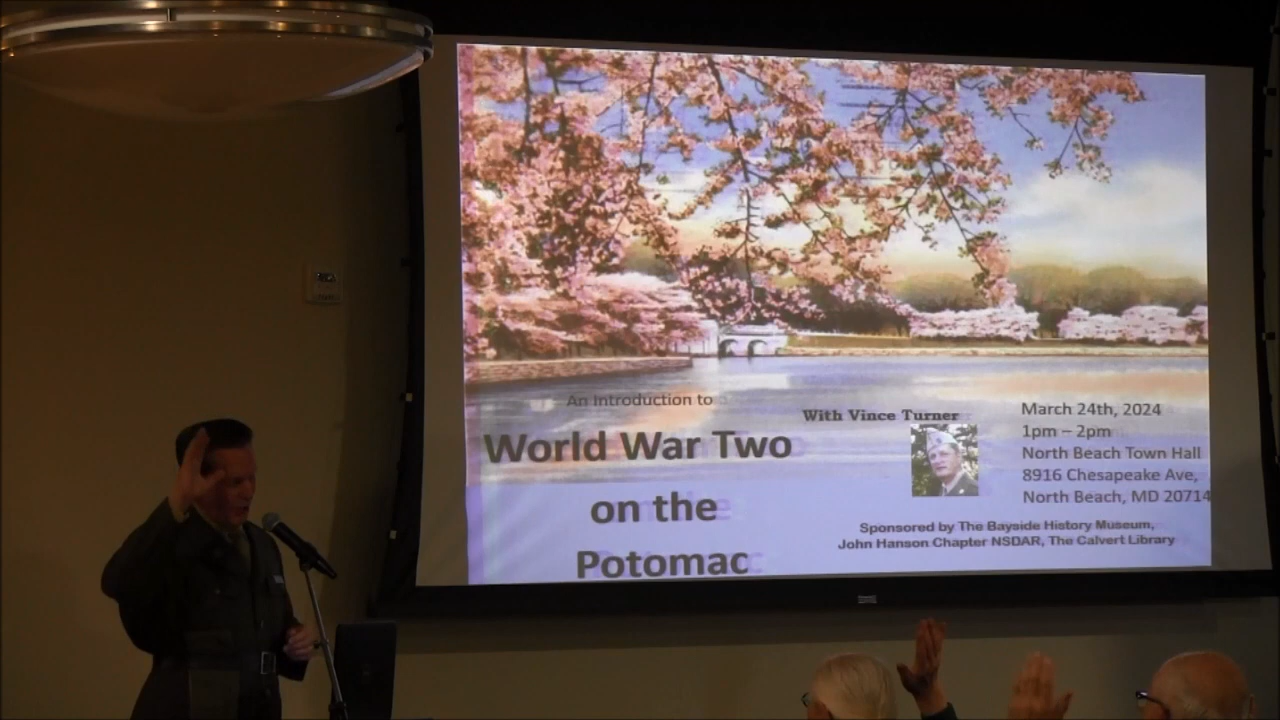 An Introduction to
World War Two
on the
Potomac
With Vince Turner
March 24th, 2024
1pm – 2pm
North Beach Town Hall
8916 Chesapeake Ave,
North Beach, MD 20714
Sponsored by The Bayside History Museum,
John Hanson Chapter NSDAR, The Calvert Library